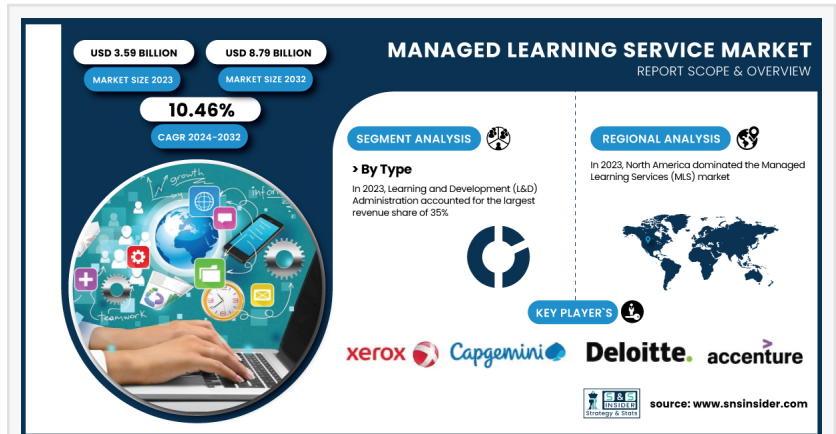 USD 3.59 BILLION
MARKET SIZE 2023
USD 8.79 BILLION
MARKET SIZE 2032
10.46%
CAGR 2024-2032
MANAGED LEARNING SERVICE MARKET
REPORT SCOPE & OVERVIEW
growth
inform
teamwork
SEGMENT ANALYSIS
> By Type
In 2023, Learning and Development (L&D)
Administration accounted for the largest
revenue share of 35%
REGIONAL ANALYSIS
In 2023, North America dominated the Managed
Learning Services (MLS) market
KEY PLAYER`S
xerox
Capgemini
Deloitte.
accenture
S&S
INSIDER
Strategy & Stats
source: www.snsinsider.com